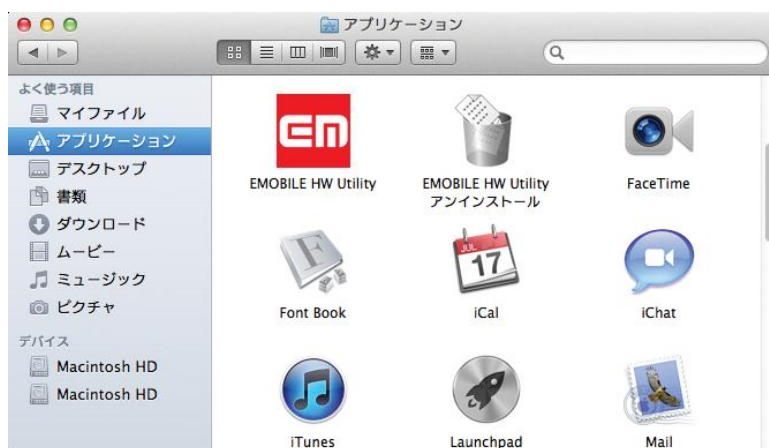 アプリケーション
よく使う項目
マイファイル
アプリケーション
デスクトップ
書類
ダウンロード
ムービー
ミュージック
ピクチャ
デバイス
Macintosh HD
Macintosh HD
EM
EMOBILE HW Utility
EMOBILE HW Utility
アンインストール
FaceTime
F
Font Book
JUL
17
iCal
iChat
iTunes
Launchpad
Mail